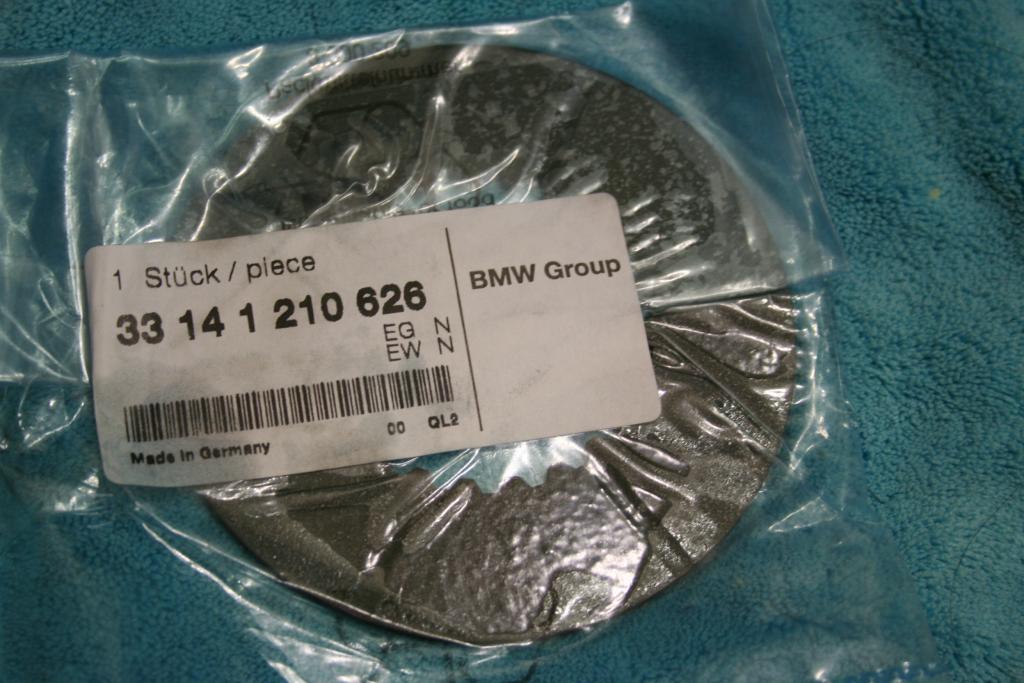 1 Stück / piece
33 14 1 210 626
EG N
EW N
00 QL2
Made in Germany
BMW Group